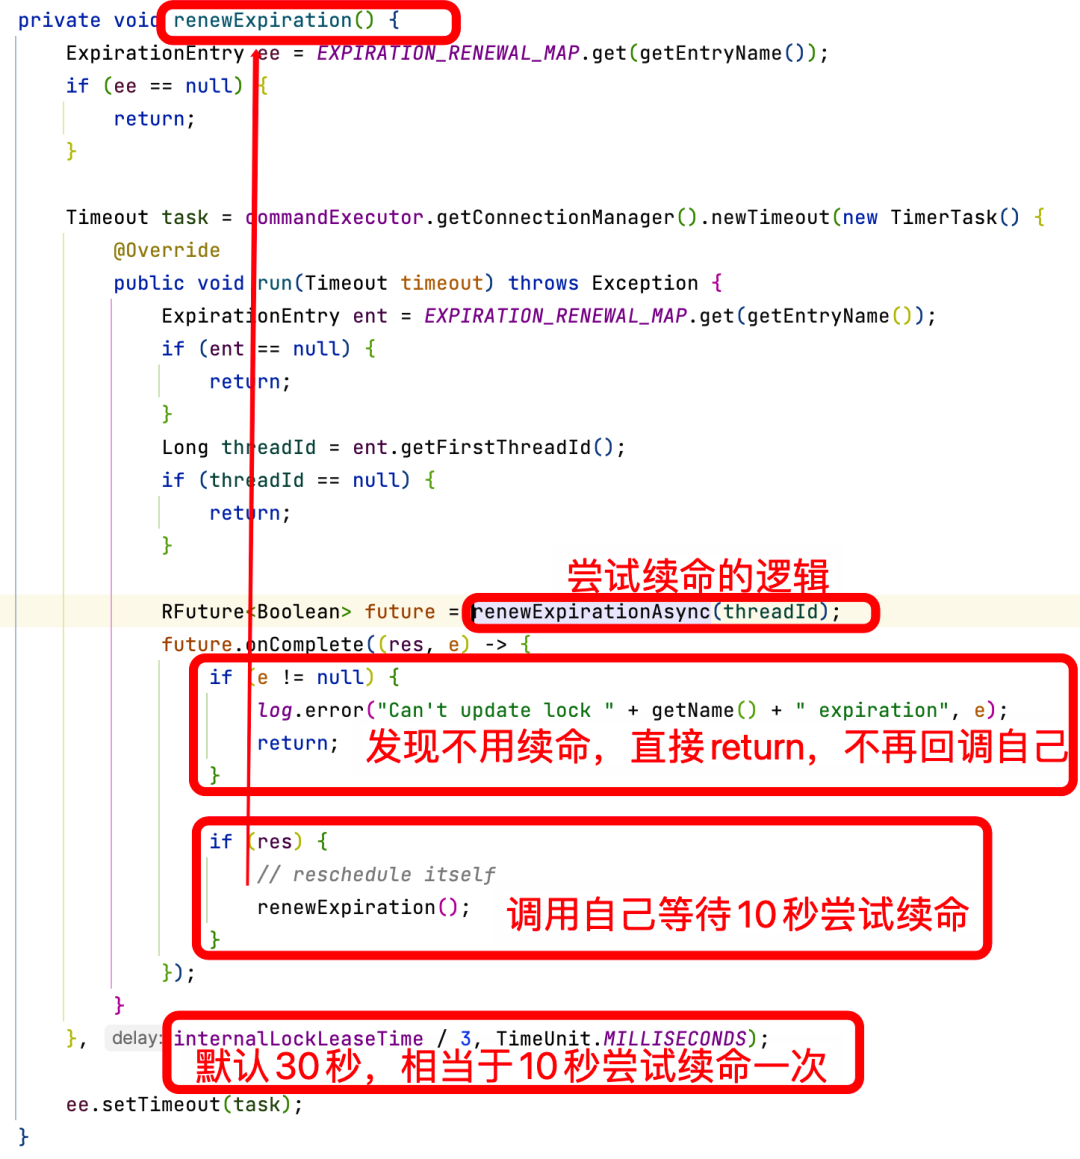 private void renewExpiration() {
ExpirationEntry ee = EXPIRATION_RENEWAL_MAP.get(getEntryName());
if (ee == null) {
return;
}
Timeout task = commandExecutor.getConnectionManager().newTimeout(new TimerTask() {
@Override
public void run(Timeout timeout) throws Exception {
ExpirationEntry ent = EXPIRATION_RENEWAL_MAP.get(getEntryName());
if (ent == null) {
return;
}
Long threadId = ent.getFirstThreadId();
if (threadId == null) {
return;
}
尝试续命的逻辑
RFuture<Boolean> future = renewExpirationAsync(threadId);
future.onComplete((res, e) -> {
if (e != null) {
log.error("Can't update lock " + getName() + " expiration", e);
return;
发现不用续命，直接return，不再回调自己
}
if (res) {
// reschedule itself
renewExpiration();
调用自己等待10秒尝试续命
}
});
}
}, delay: internalLockLeaseTime / 3, TimeUnit.MILLISECONDS);
默认30秒，相当于10秒尝试续命一次
ee.setTimeout(task);
}